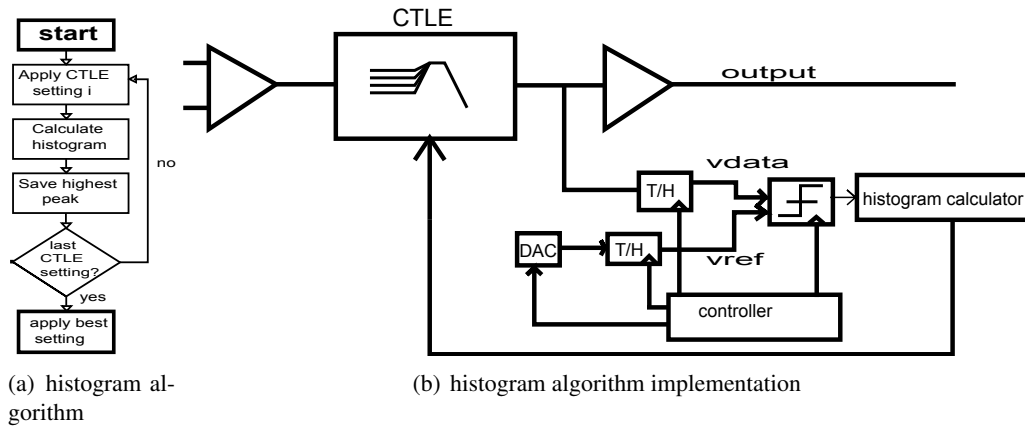 start
Apply CTLE
setting i
Calculate
histogram
no
Save highest
peak
last
CTLE
setting?
yes
apply best
setting
(a) histogram al-
gorithm
CTLE
output
vdata
T/H
histogram calculator
DAC
T/H
vref
controller
(b) histogram algorithm implementation